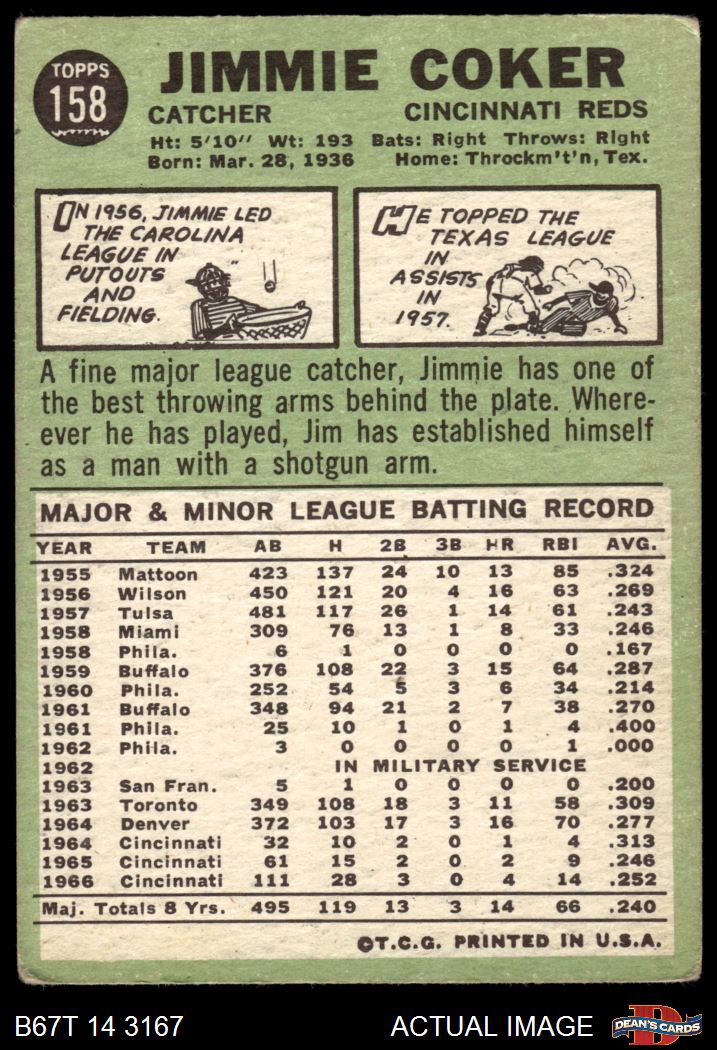 TOPPS
158
JIMMIE COKER
CATCHER CINCINNATI REDS
Ht: 5'10" Wt: 193 Bats: Right Throws: Right
Born: Mar. 28, 1936 Home: Throckm't'n, Tex.
IN 1956, JIMMIE LED
THE CAROLINA
LEAGUE IN
PUTOUTS
AND
FIELDING.
HE TOPPED THE
TEXAS LEAGUE
IN
ASSISTS
IN
1957.
A fine major league catcher, Jimmie has one of
the best throwing arms behind the plate. Where-
ever he has played, Jim has established himself
as a man with a shotgun arm.
MAJOR & MINOR LEAGUE BATTING RECORD
YEAR TEAM AB H 2B 3B HR RBI AVG.
1955 Mattoon 423 137 24 10 13 85 .324
1956 Wilson 450 121 20 4 16 63 .269
1957 Tulsa 481 117 26 1 14 61 .243
1958 Miami 309 76 13 1 8 33 .246
1958 Phila. 6 1 0 0 0 0 .167
1959 Buffalo 376 108 22 3 15 64 .287
1960 Phila. 252 54 5 3 6 34 .214
1961 Buffalo 348 94 21 2 7 38 .270
1961 Phila. 25 10 1 0 1 4 .400
1962 Phila. 3 0 0 0 0 1 .000
1962 IN MILITARY SERVICE
1963 San Fran. 5 1 0 0 0 0 .200
1963 Toronto 349 108 18 3 11 58 .309
1964 Denver 372 103 17 3 16 70 .277
1964 Cincinnati 32 10 2 0 1 4 .313
1965 Cincinnati 61 15 2 0 2 9 .246
1966 Cincinnati 111 28 3 0 4 14 .252
Maj. Totals 8 Yrs. 495 119 13 3 14 66 .240
©T.C.G. PRINTED IN U.S.A.
B67T 14 3167 ACTUAL IMAGE D DEAN'S CARDS